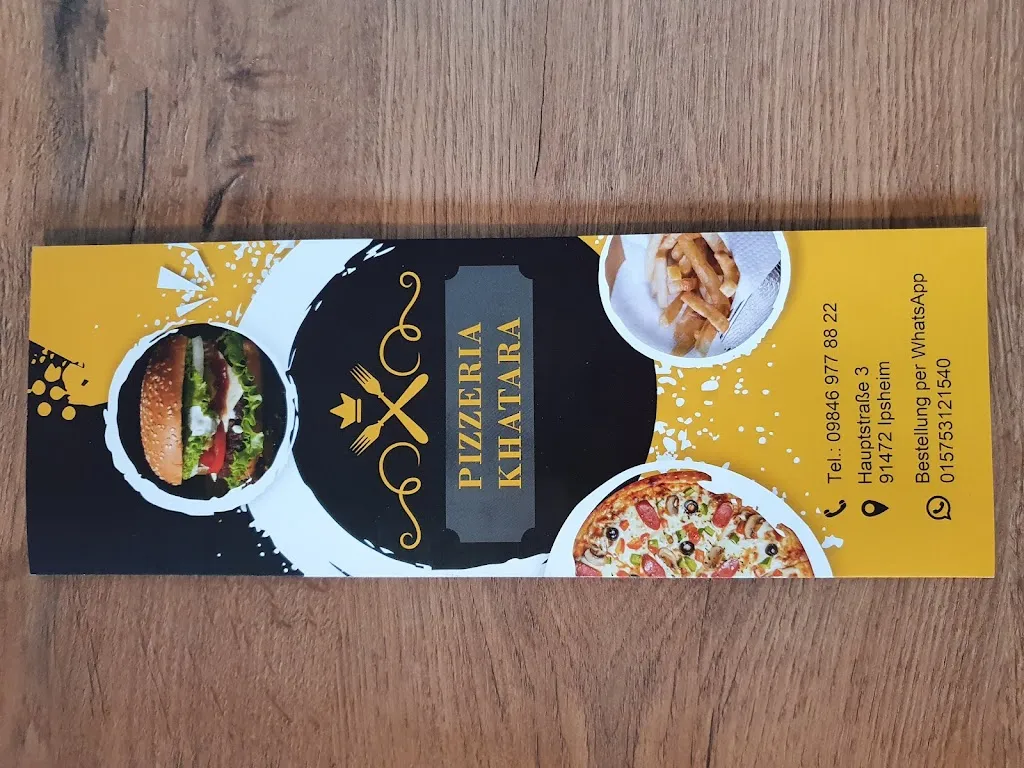 PIZZERIA
KHATARA
Tel.: 09846 977 88 22
Hauptstraße 3
91472 Ipsheim
Bestellung per WhatsApp
015753121540